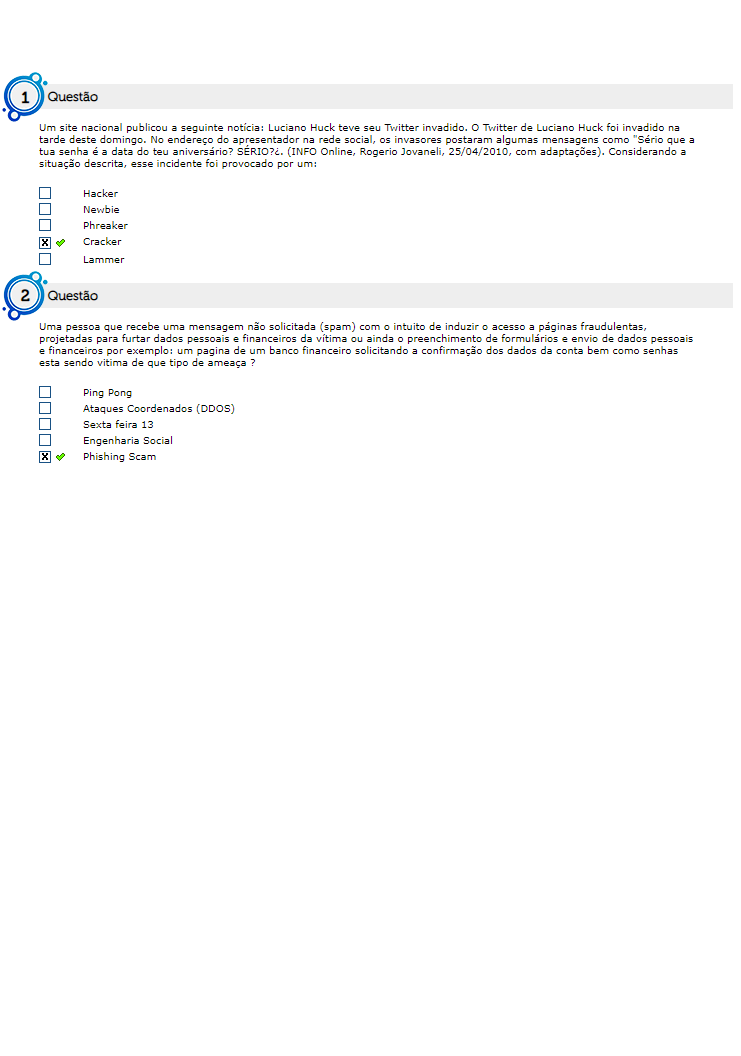 1 Questão
Um site nacional publicou a seguinte notícia: Luciano Huck teve seu Twitter invadido. O Twitter de Luciano Huck foi invadido na
tarde deste domingo. No endereço do apresentador na rede social, os invasores postaram algumas mensagens como "Sério que a
tua senha é a data do teu aniversário? SÉRIO?¿. (INFO Online, Rogerio Jovaneli, 25/04/2010, com adaptações). Considerando a
situação descrita, esse incidente foi provocado por um:
Hacker
Newbie
Phreaker
X Cracker
Lammer
2 Questão
Uma pessoa que recebe uma mensagem não solicitada (spam) com o intuito de induzir o acesso a páginas fraudulentas,
projetadas para furtar dados pessoais e financeiros da vítima ou ainda o preenchimento de formulários e envio de dados pessoais
e financeiros por exemplo: um pagina de um banco financeiro solicitando a confirmação dos dados da conta bem como senhas
esta sendo vitima de que tipo de ameaça ?
Ping Pong
Ataques Coordenados (DDOS)
Sexta feira 13
Engenharia Social
X Phishing Scam